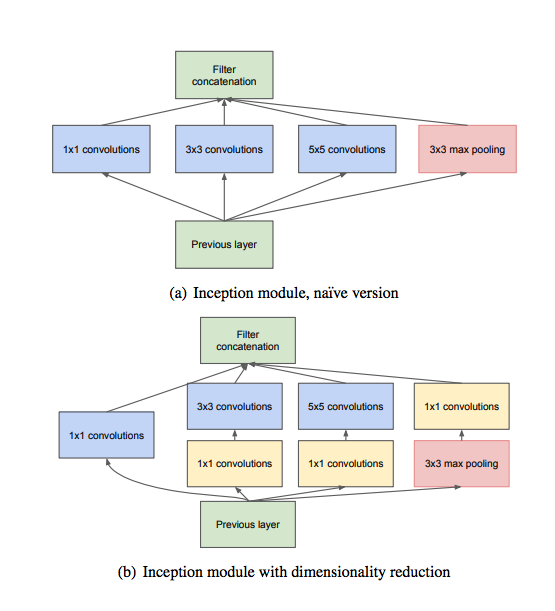 Filter
concatenation
1x1 convolutions
3x3 convolutions
5x5 convolutions
3x3 max pooling
Previous layer
(a) Inception module, naïve version
Filter
concatenation
3x3 convolutions
5x5 convolutions
1x1 convolutions
1x1 convolutions
1x1 convolutions
1x1 convolutions
3x3 max pooling
Previous layer
(b) Inception module with dimensionality reduction